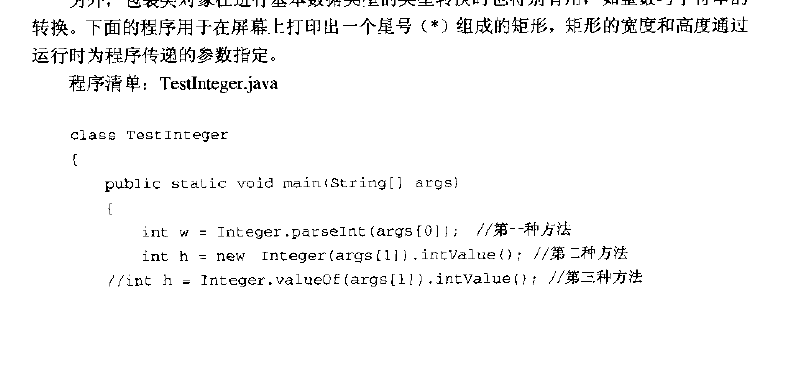 另外，包装类对象在进行基本数据类型的类型转换时也特别有用，如整数与字符串的
转换。下面的程序用于在屏幕上打印出一个星号（*）组成的矩形，矩形的宽度和高度通过
运行时为程序传递的参数指定。
程序清单：TestInteger.java
class TestInteger
{
public static void main(String[] args)
{
int w = Integer.parseInt(args[0]); //第一种方法
int h = new Integer(args[1]).intValue(); //第二种方法
//int h = Integer.valueOf(args[1]).intValue(); //第三种方法